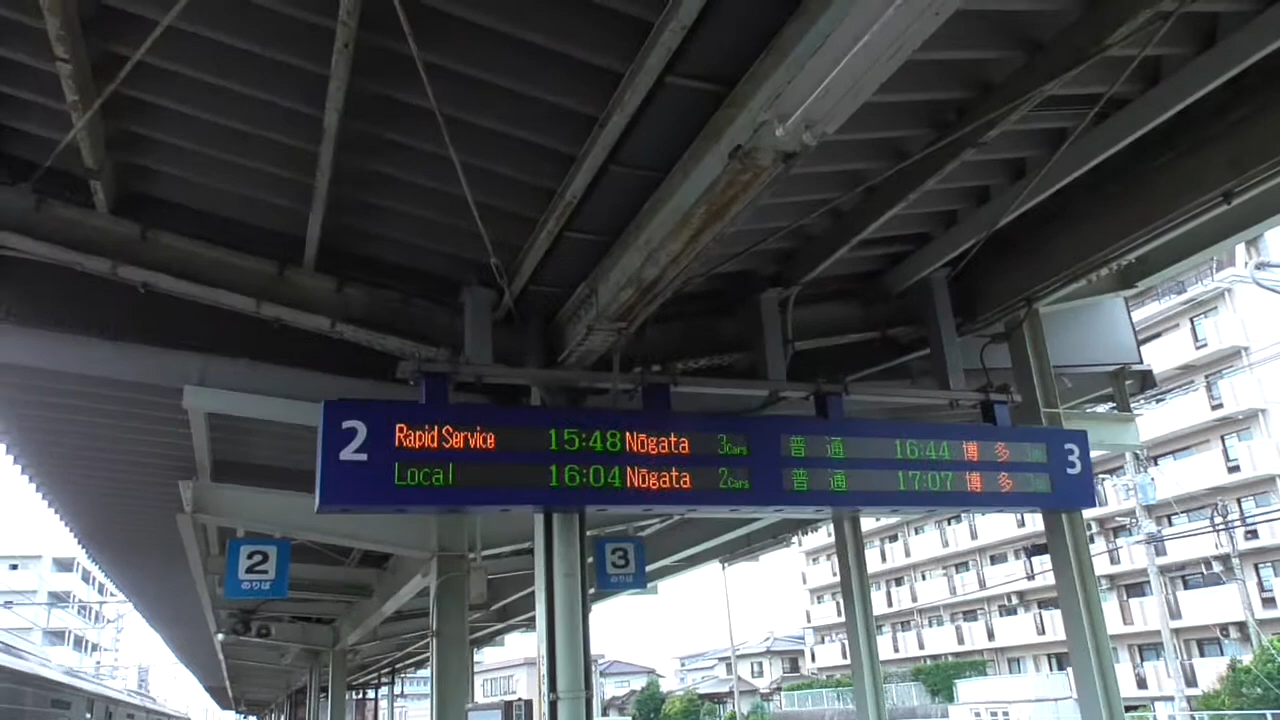 2
Rapid Service 15:48 Nōgata 3Cars
Local 16:04 Nōgata 2Cars
普通 16:44 博多
普通 17:07 博多
3
2
のりば
3
のりば